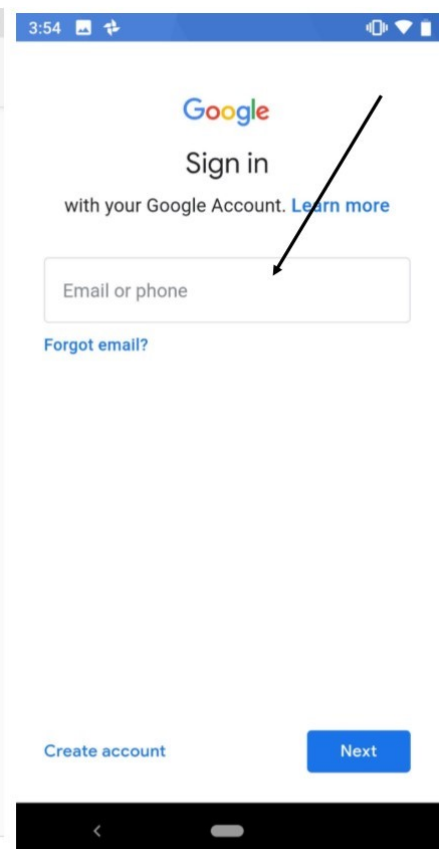 3:54
Google
Sign in
with your Google Account. Learn more
Email or phone
Forgot email?
Create account
Next